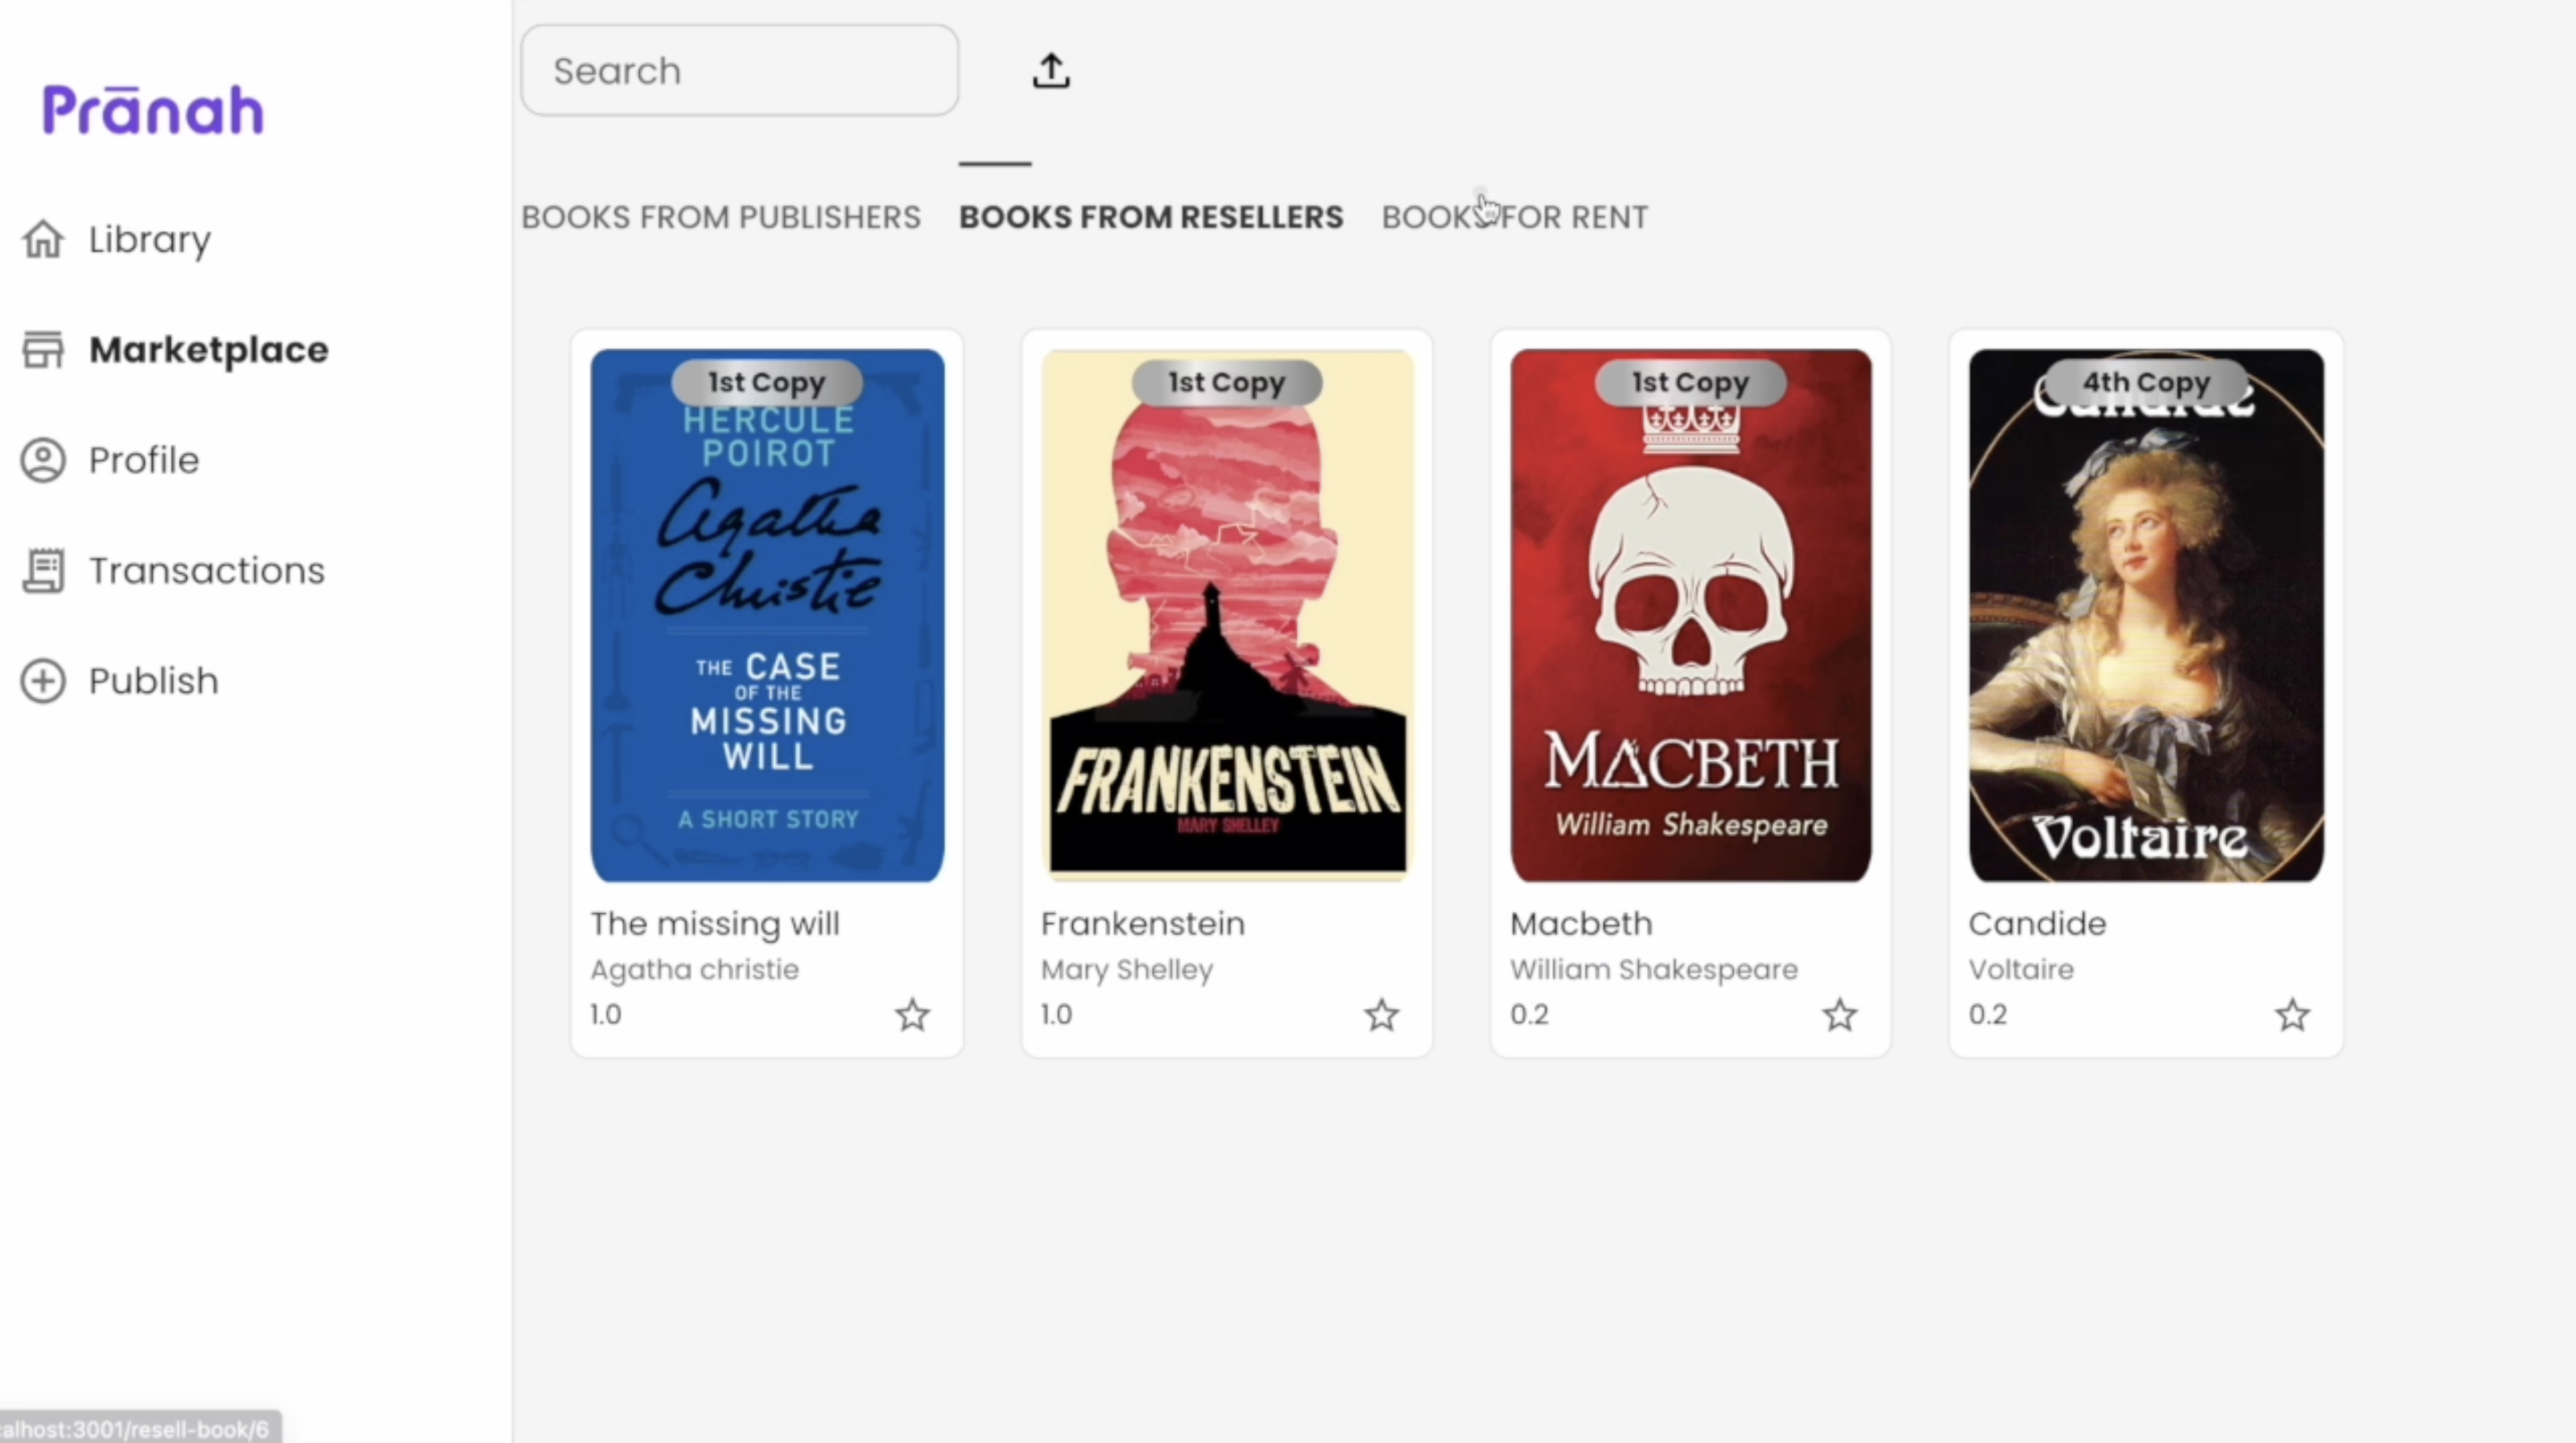 Prānah
Library
Marketplace
Profile
Transactions
Publish
Search
BOOKS FROM PUBLISHERS
BOOKS FROM RESELLERS
BOOKS FOR RENT
1st Copy
HERCULE
POIROT
Agatha
Christie
THE CASE
OF THE
MISSING
WILL
A SHORT STORY
The missing will
Agatha christie
1.0
1st Copy
FRANKENSTEIN
MARY SHELLEY
Frankenstein
Mary Shelley
1.0
1st Copy
MACBETH
William Shakespeare
Macbeth
William Shakespeare
0.2
4th Copy
Candide
Voltaire
Candide
Voltaire
0.2
calhost:3001/resell-book/6